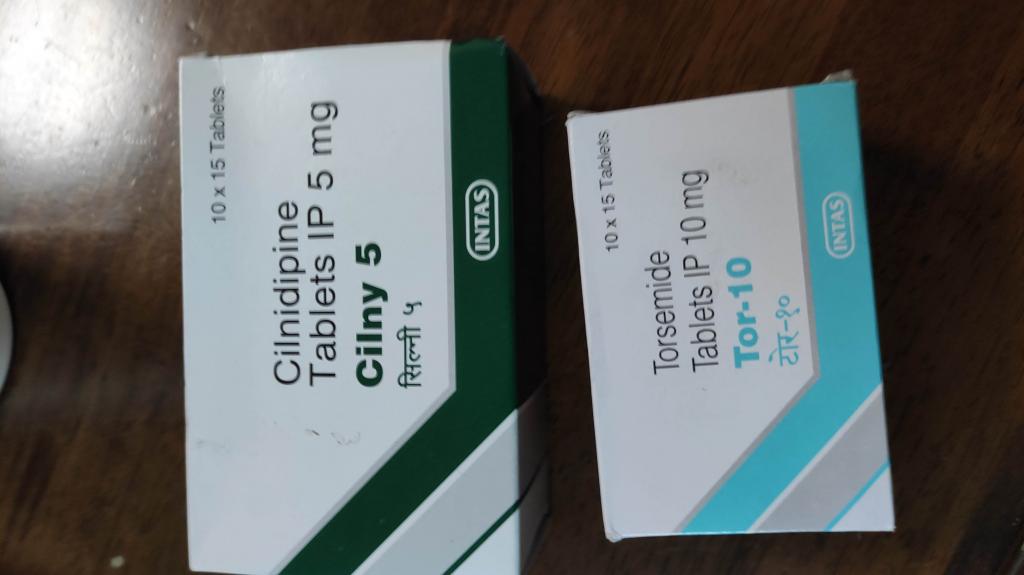 10 x 15 Tablets
Cilnidipine
Tablets IP 5 mg
Cilny 5
सिल्नी ५
INTAS
10 x 15 Tablets
Torsemide
Tablets IP 10 mg
Tor-10
टोर-१०
INTAS